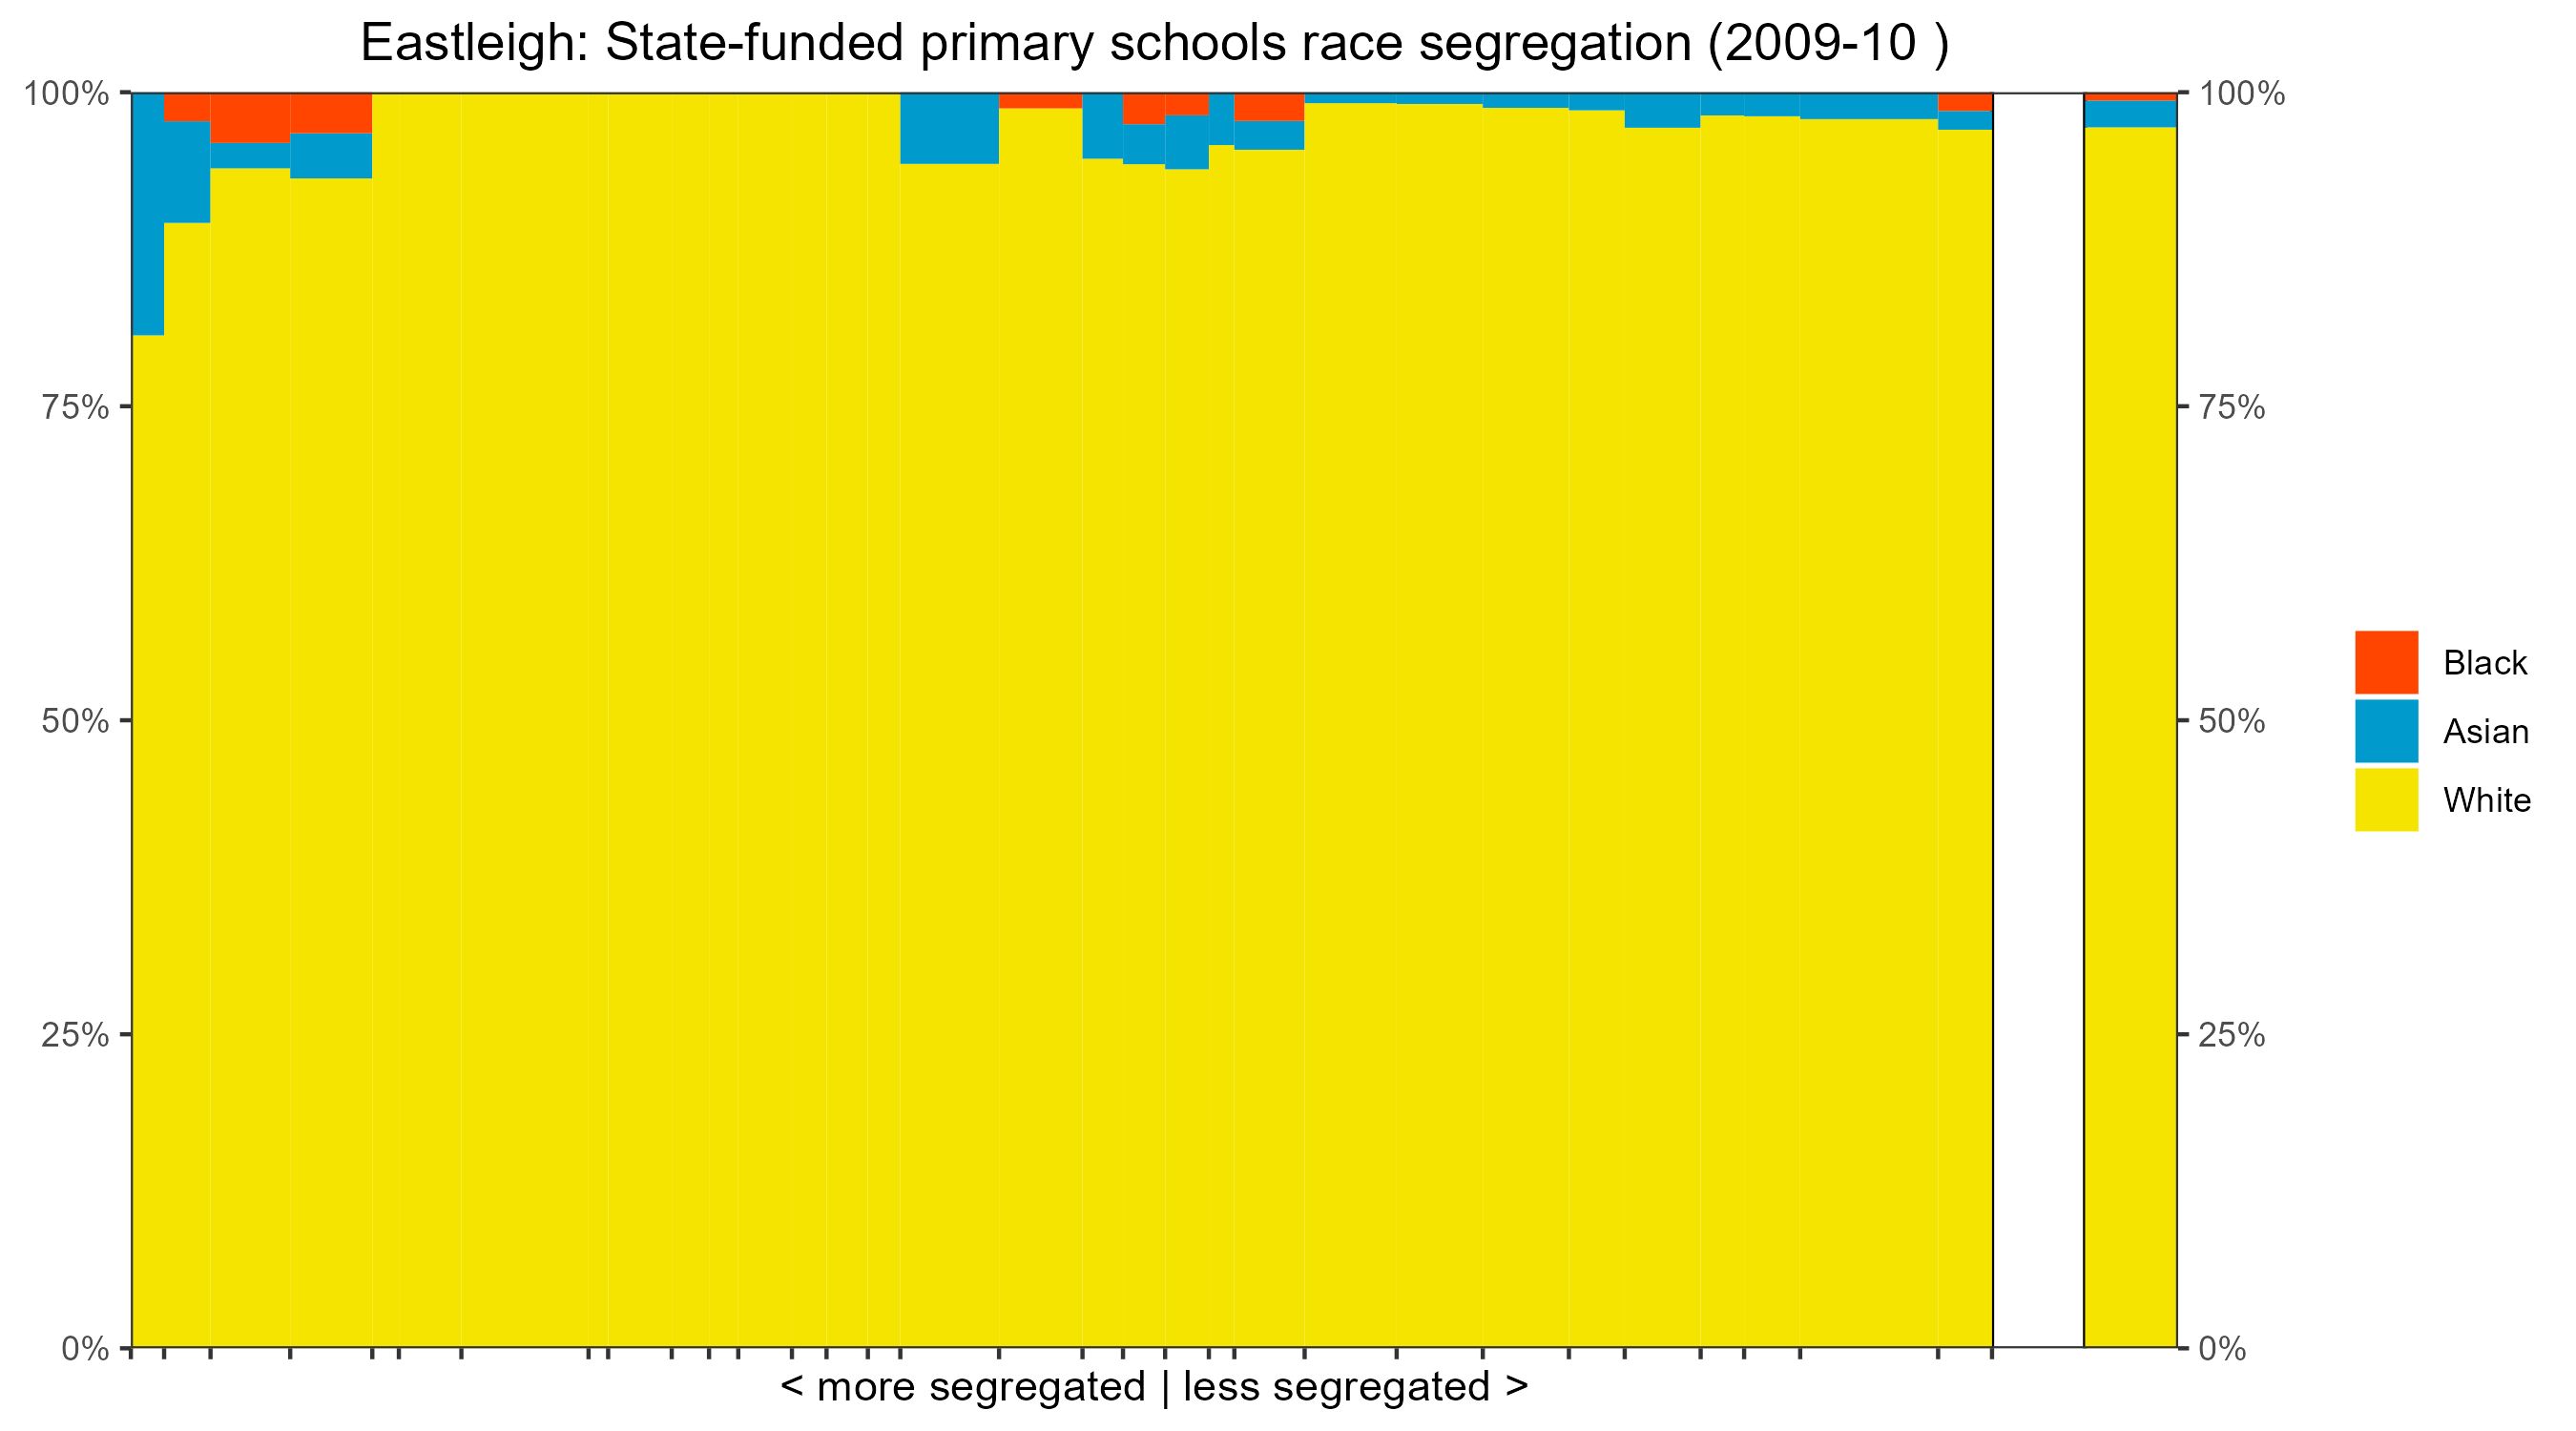 Eastleigh: State-funded primary schools race segregation (2009-10 )
100%
75%
50%
25%
0%
100%
75%
50%
25%
0%
Black
Asian
White
< more segregated | less segregated >